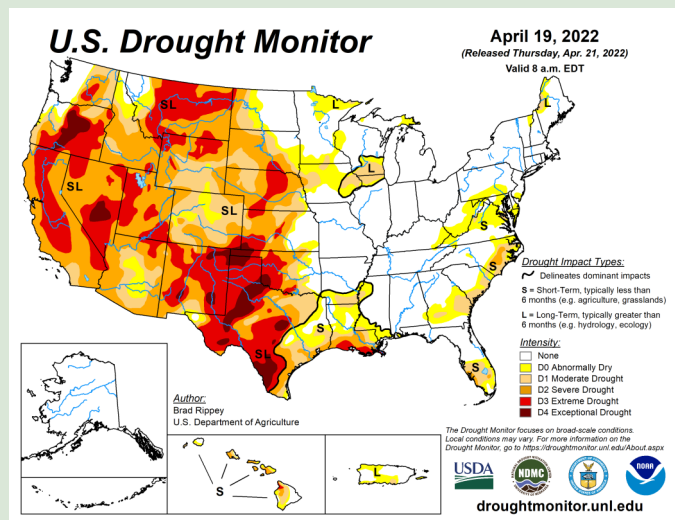 U.S. Drought Monitor
April 19, 2022
(Released Thursday, Apr. 21, 2022)
Valid 8 a.m. EDT
L
L
SL
L
SL
SL
S
S
S
SL
S
Drought Impact Types:
Delineates dominant impacts
S = Short-Term, typically less than
6 months (e.g. agriculture, grasslands)
L = Long-Term, typically greater than
6 months (e.g. hydrology, ecology)
Intensity:
None
D0 Abnormally Dry
D1 Moderate Drought
D2 Severe Drought
D3 Extreme Drought
D4 Exceptional Drought
Author:
Brad Rippey
U.S. Department of Agriculture
S
L
The Drought Monitor focuses on broad-scale conditions.
Local conditions may vary. For more information on the
Drought Monitor, go to https://droughtmonitor.unl.edu/About.aspx
USDA
NDMC
NOAA
droughtmonitor.unl.edu